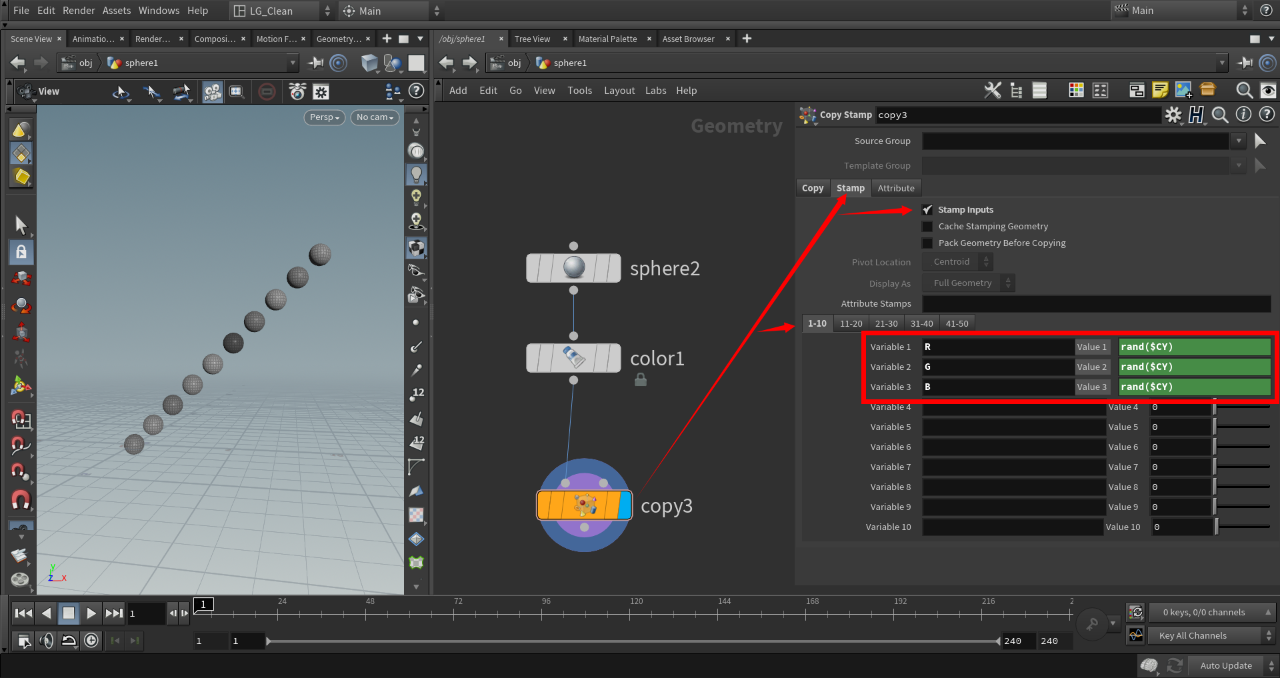 File Edit Render Assets Windows Help LG_Clean Main Main
Scene View Animatio... Render... Composi... Motion F... Geometry... /obj/sphere1 Tree View Material Palette Asset Browser
obj sphere1 obj sphere1
View
Add Edit Go View Tools Layout Labs Help
Persp No cam
Geometry
Copy Stamp copy3
Source Group
Template Group
Copy Stamp Attribute
Stamp Inputs
Cache Stamping Geometry
Pack Geometry Before Copying
Pivot Location Centroid
Display As Full Geometry
Attribute Stamps
1-10 11-20 21-30 31-40 41-50
Variable 1 R Value 1 rand($CY)
Variable 2 G Value 2 rand($CY)
Variable 3 B Value 3 rand($CY)
Variable 4 Value 4 0
Variable 5 Value 5 0
Variable 6 Value 6 0
Variable 7 Value 7 0
Variable 8 Value 8 0
Variable 9 Value 9 0
Variable 10 Value 10 0
sphere2
color1
copy3
12
12
y
z x
1 1 24 48 72 96 120 144 168 192 216 2
0 keys, 0/0 channels
1 1 240 240 Key All Channels
Auto Update